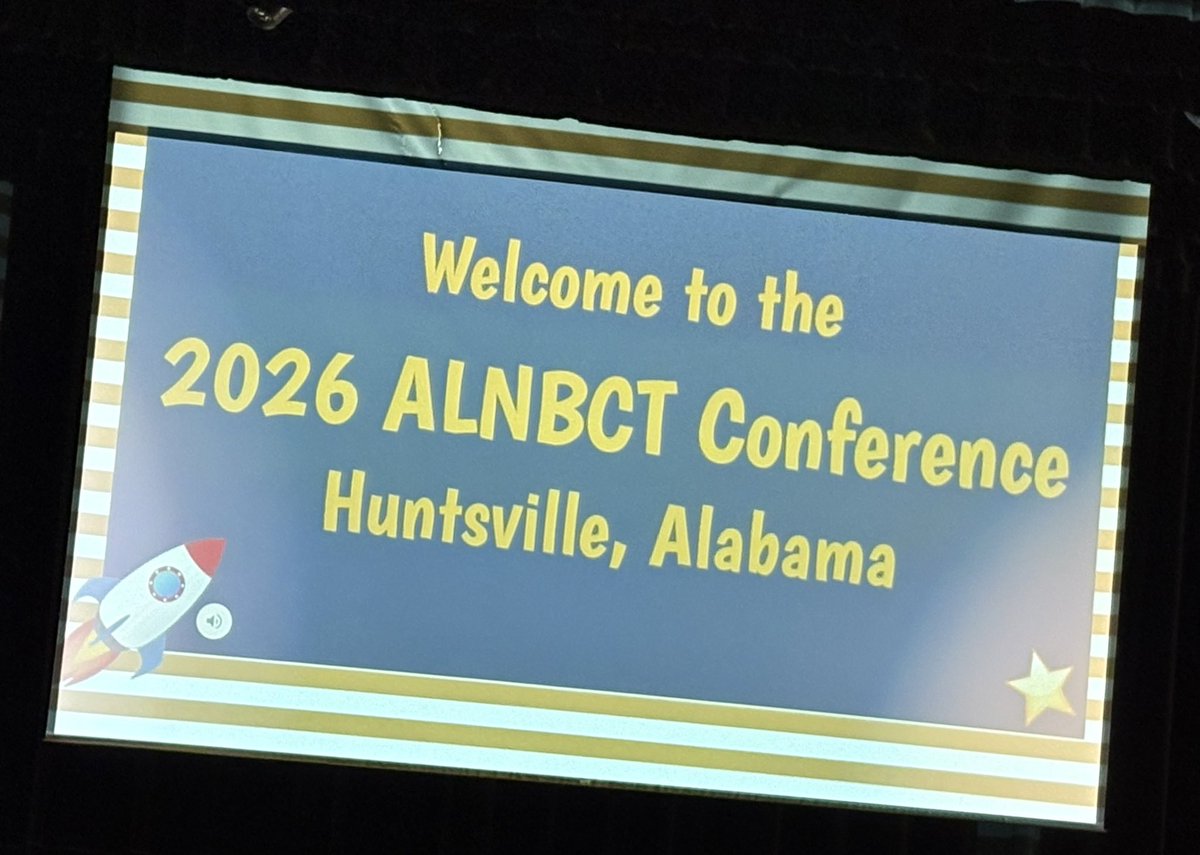 Welcome to the
2026 ALNBCT Conference
Huntsville, Alabama